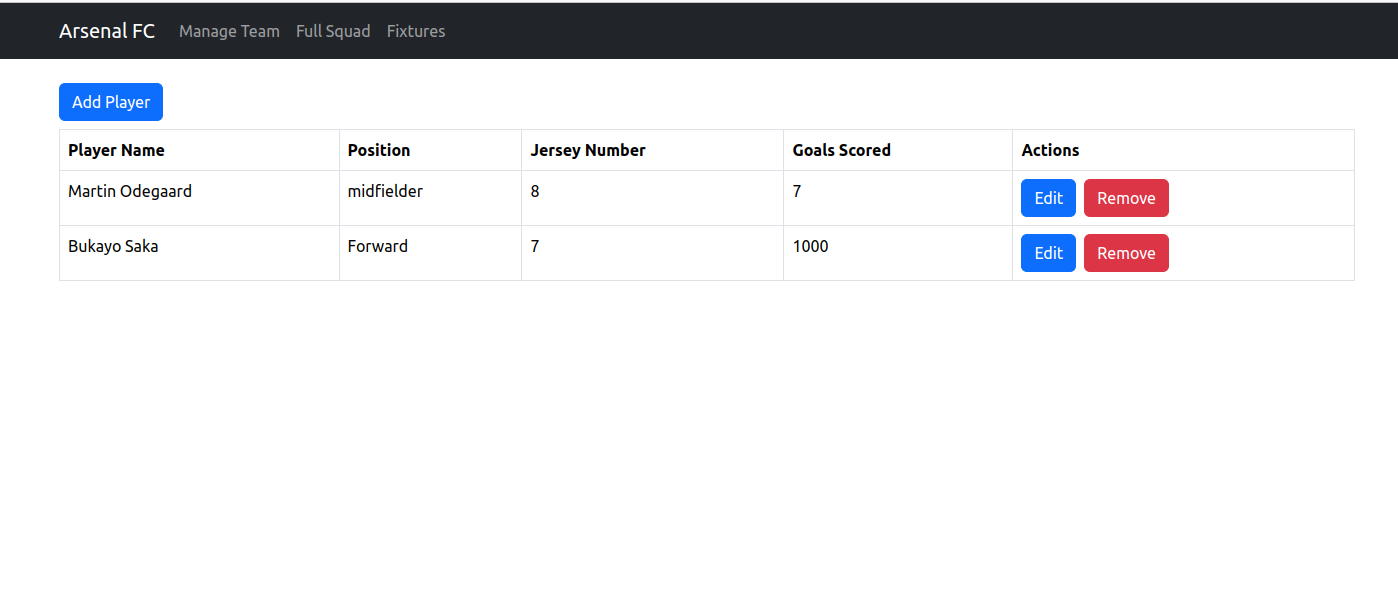 Arsenal FC Manage Team Full Squad Fixtures
Add Player
Player Name Position Jersey Number Goals Scored Actions
Martin Odegaard midfielder 8 7 Edit Remove
Bukayo Saka Forward 7 1000 Edit Remove